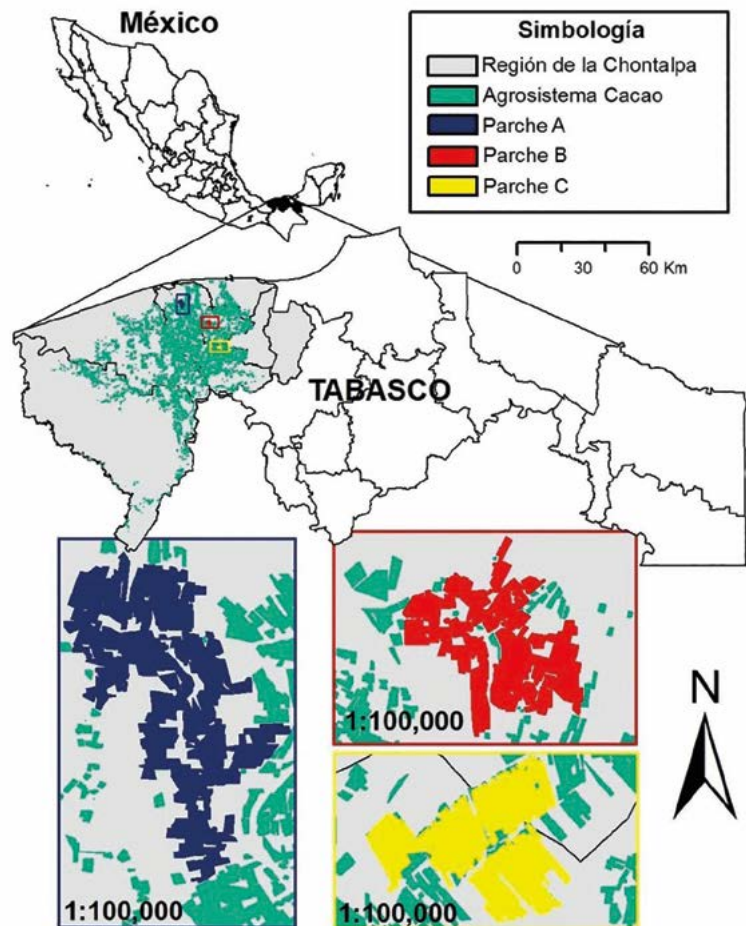 México
Simbología
Región de la Chontalpa
Agrosistema Cacao
Parche A
Parche B
Parche C
0 30 60 Km
TABASCO
1:100,000
N
1:100,000
1:100,000